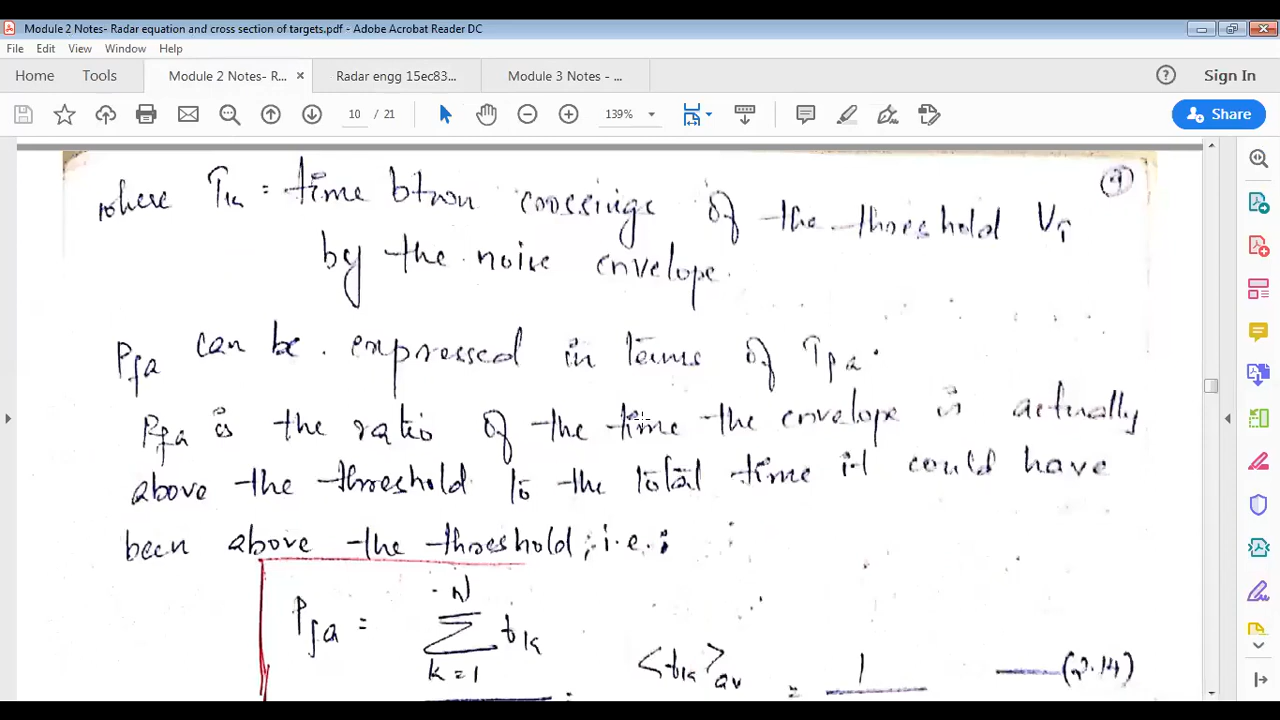 Module 2 Notes- Radar equation and cross section of targets.pdf - Adobe Acrobat Reader DC
File Edit View Window Help
Home Tools Module 2 Notes- R... × Radar engg 15ec83... Module 3 Notes - ... Sign In
10 / 21 139% Share
(9)
where Tk = time btwn crossings of the threshold VT
by the noise envelope.
Pfa can be expressed in terms of Tfa.
Pfa is the ratio of the time the envelope is actually
above the threshold to the total time it could have
been above the threshold, i.e.;
Pfa = N ∑ k=1 tk
<tk>av = 1 (2.14)